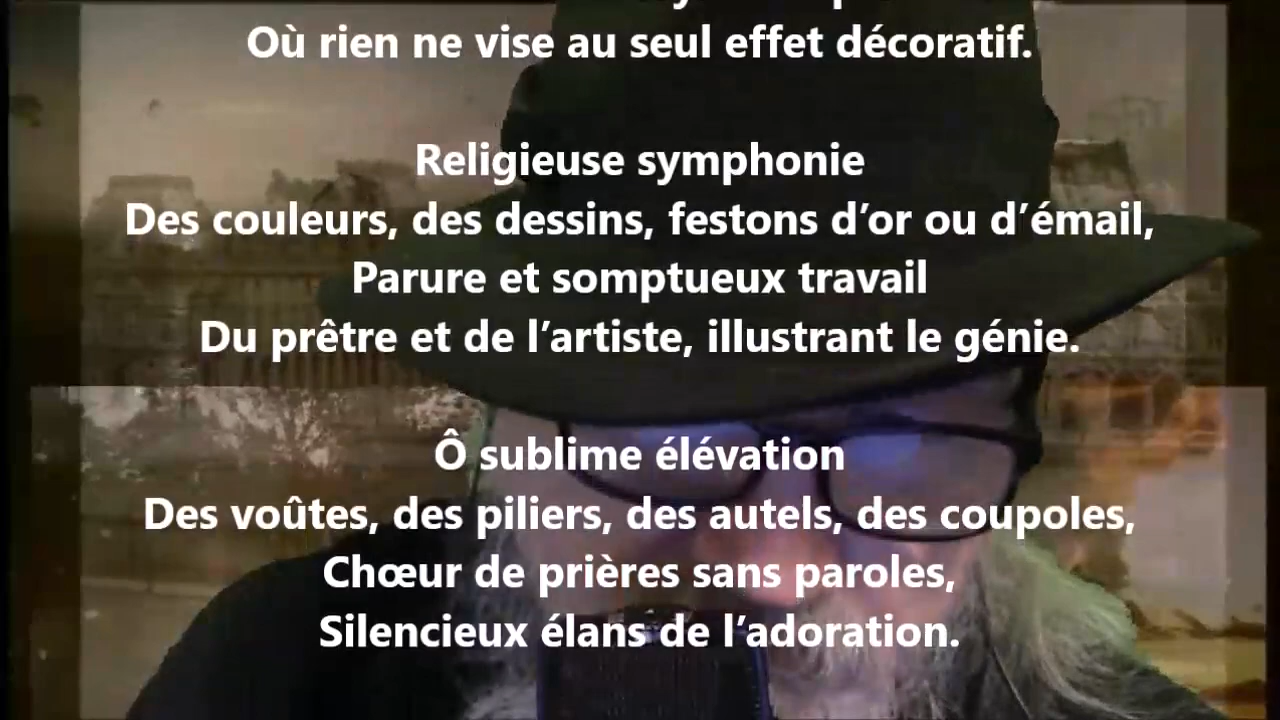 Où rien ne vise au seul effet décoratif.
Religieuse symphonie
Des couleurs, des dessins, festons d’or ou d’émail,
Parure et somptueux travail
Du prêtre et de l’artiste, illustrant le génie.
Ô sublime élévation
Des voûtes, des piliers, des autels, des coupoles,
Chœur de prières sans paroles,
Silencieux élans de l’adoration.